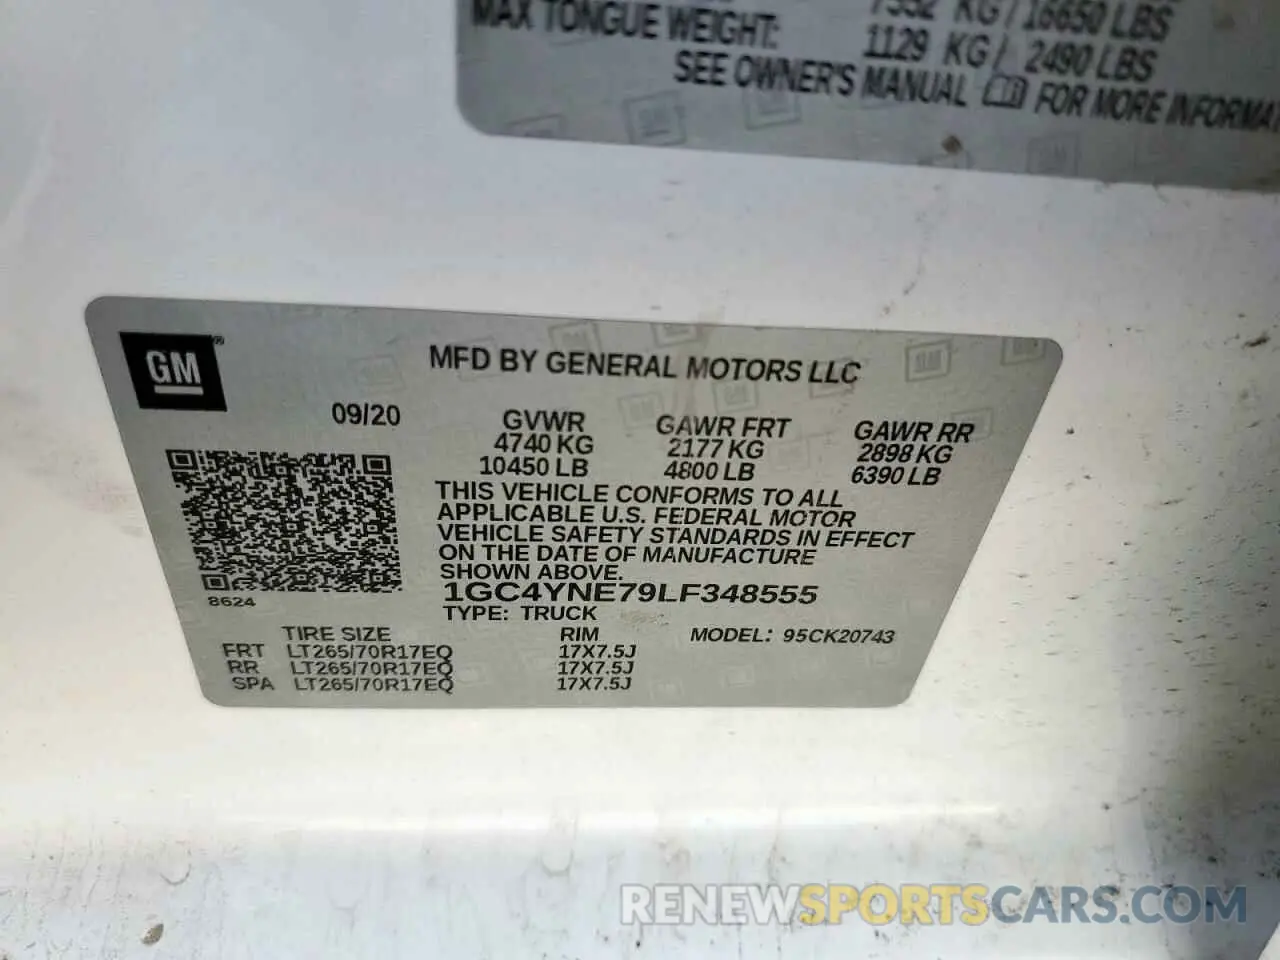 7552 KG/16650 LBS
MAX TONGUE WEIGHT: 1129 KG/ 2490 LBS
SEE OWNER'S MANUAL FOR MORE
GM®
MFD BY GENERAL MOTORS LLC
09/20
GVWR GAWR FRT GAWR RR
4740 KG 2177 KG 2898 KG
10450 LB 4800 LB 6390 LB
THIS VEHICLE CONFORMS TO ALL
APPLICABLE U.S. FEDERAL MOTOR
VEHICLE SAFETY STANDARDS IN EFFECT
ON THE DATE OF MANUFACTURE
SHOWN ABOVE.
1GC4YNE79LF348555
8624
TYPE: TRUCK
TIRE SIZE RIM MODEL: 95CK20743
FRT LT265/70R17EQ 17X7.5J
RR LT265/70R17EQ 17X7.5J
SPA LT265/70R17EQ 17X7.5J
RENEWSPORTSCARS.COM